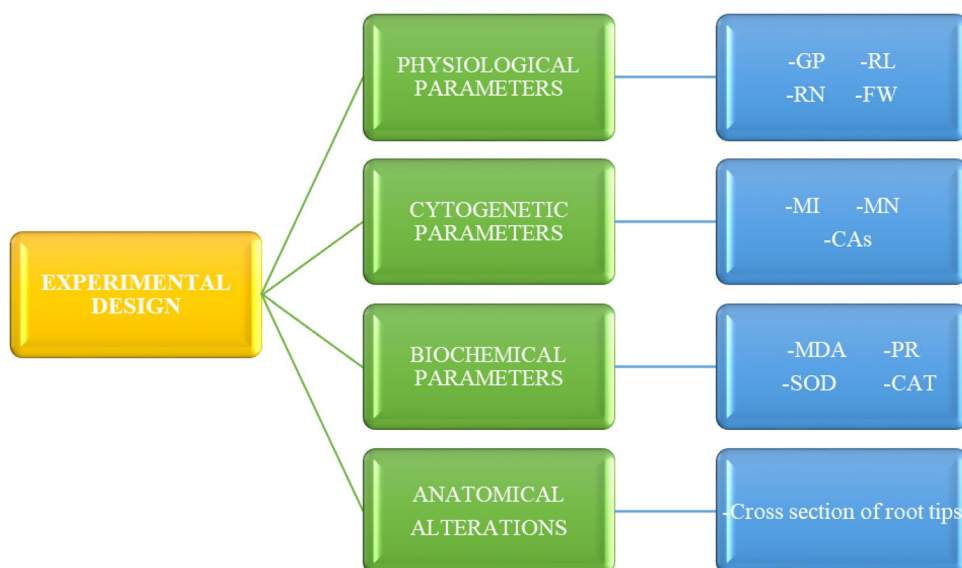 EXPERIMENTAL
DESIGN
PHYSIOLOGICAL
PARAMETERS
-GP -RL
-RN -FW
CYTOGENETIC
PARAMETERS
-MI -MN
-CAs
BIOCHEMICAL
PARAMETERS
-MDA -PR
-SOD -CAT
ANATOMICAL
ALTERATIONS
-Cross section of root tips